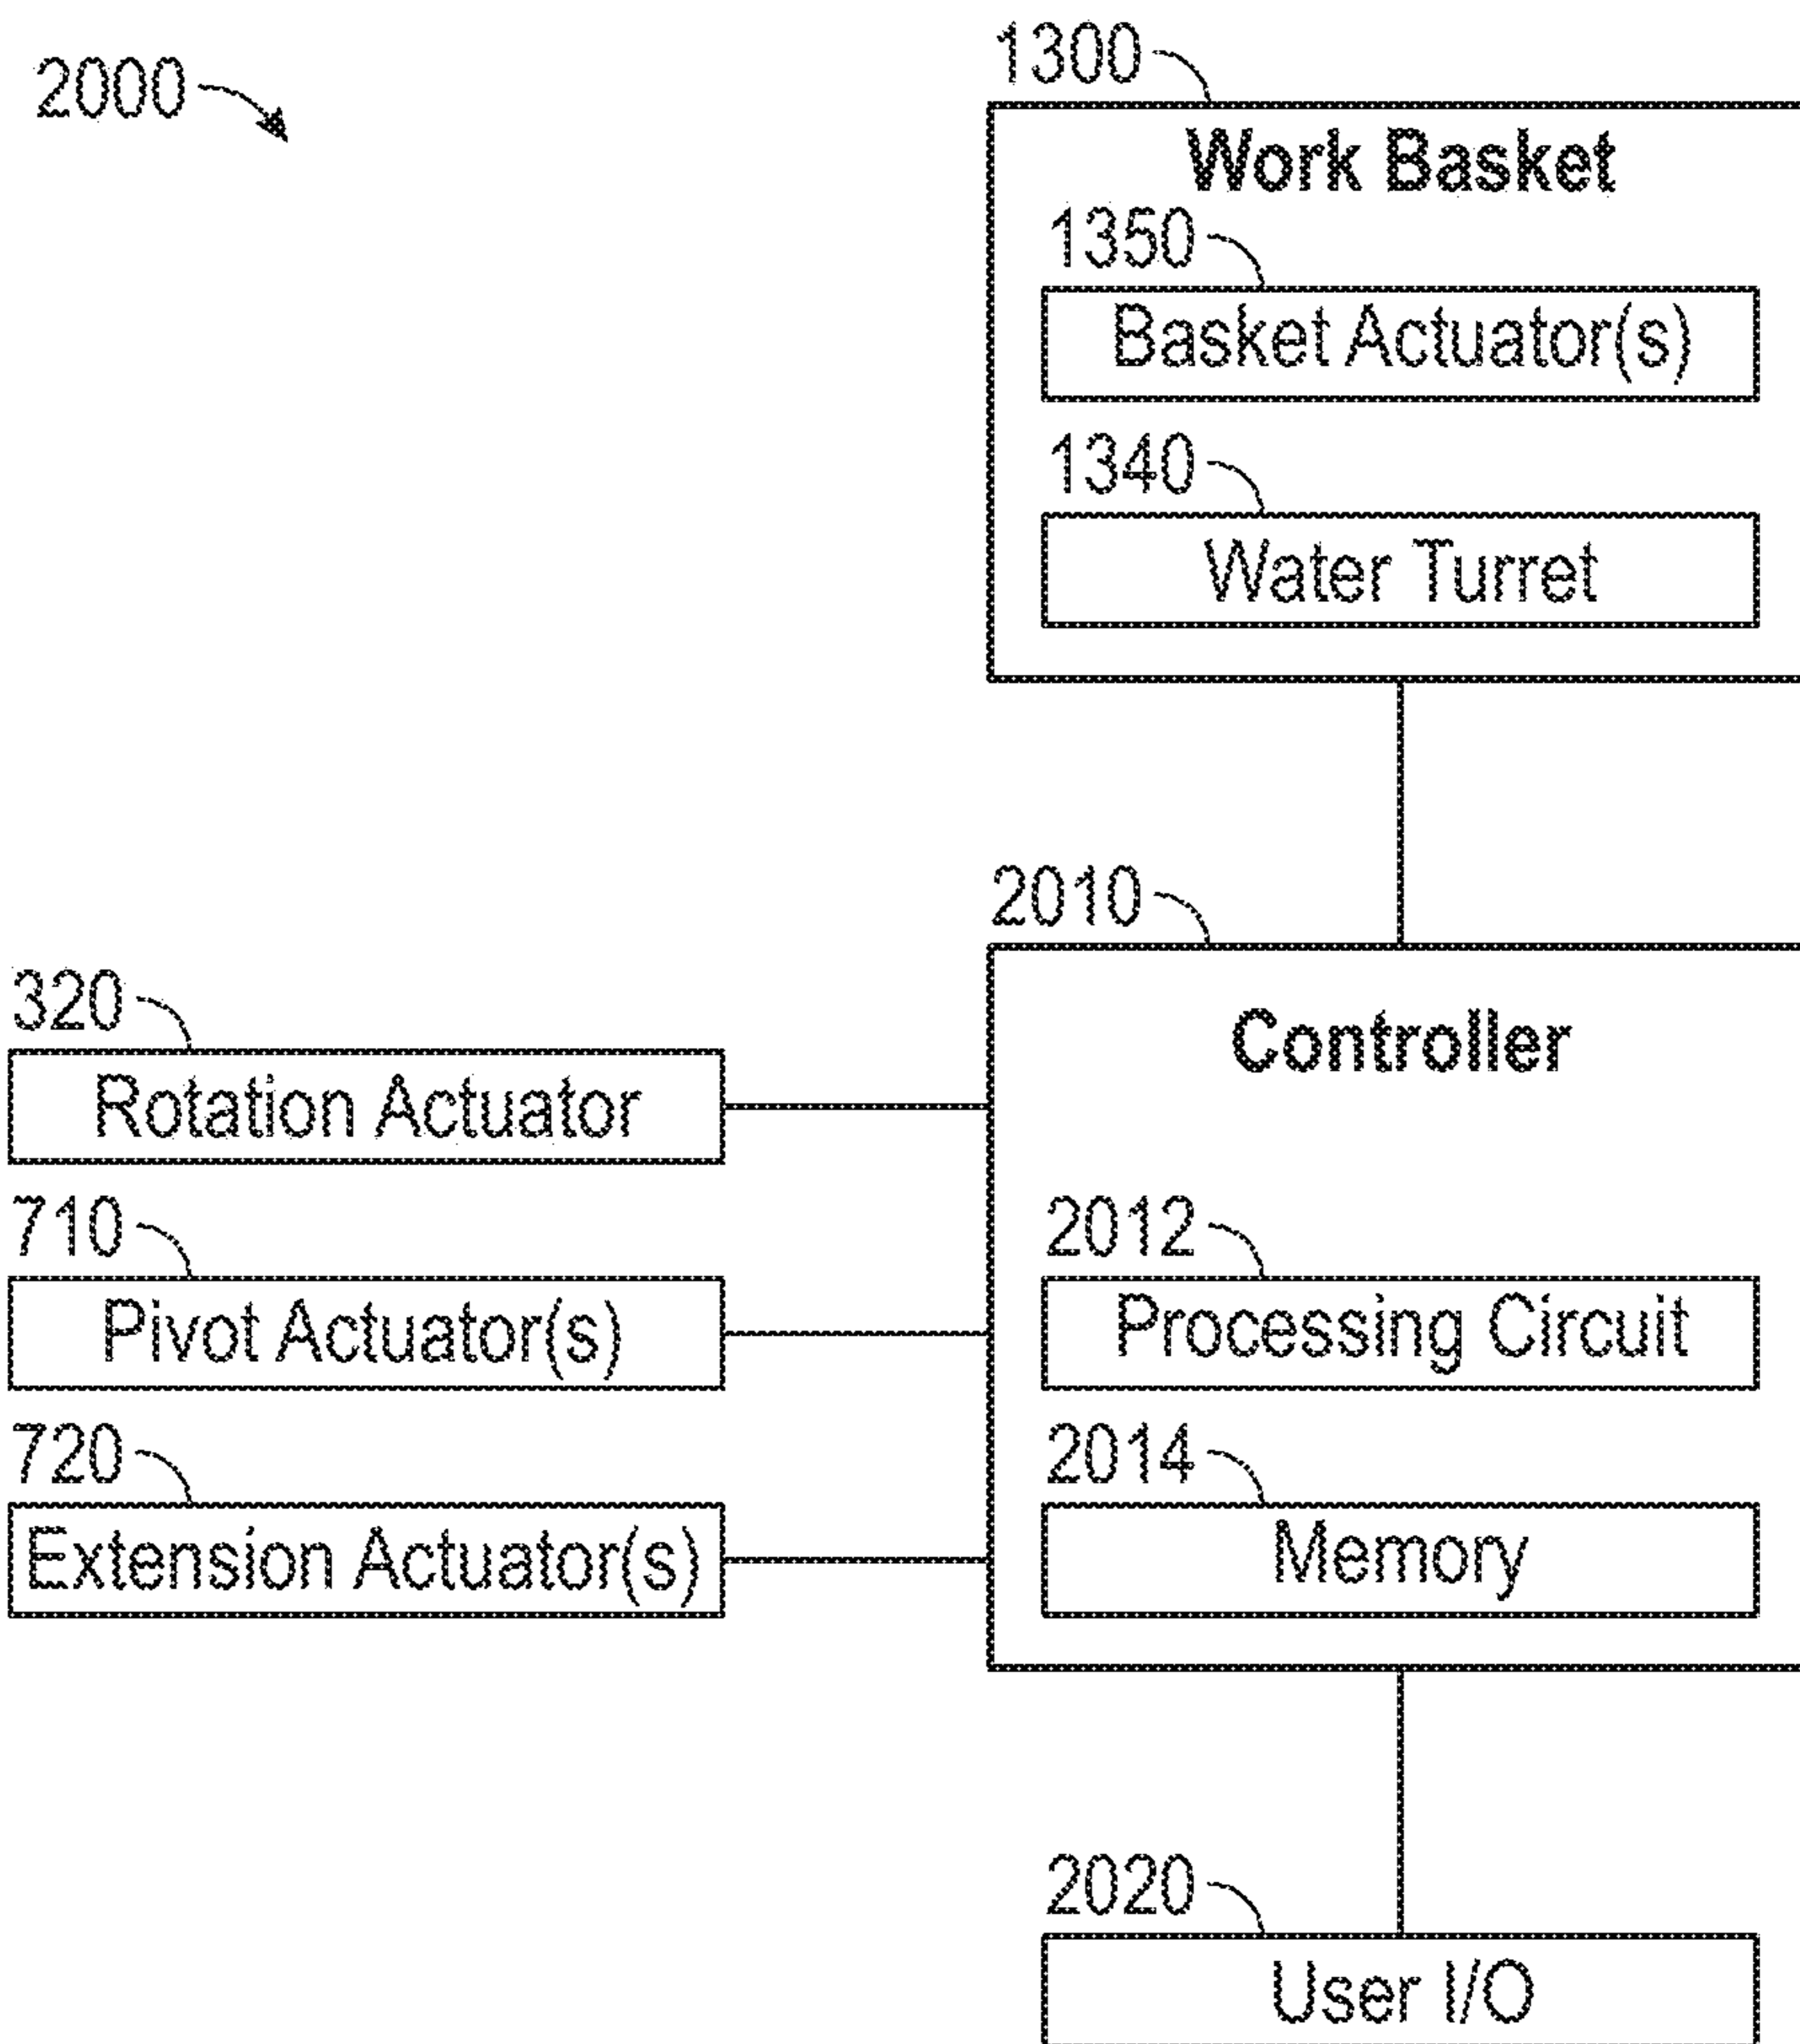 2000
1300
Work Basket
1350
Basket Actuator(s)
1340
Water Turret
2010
Controller
320
Rotation Actuator
710
Pivot Actuator(s)
720
Extension Actuator(s)
2012
Processing Circuit
2014
Memory
2020
User I/O